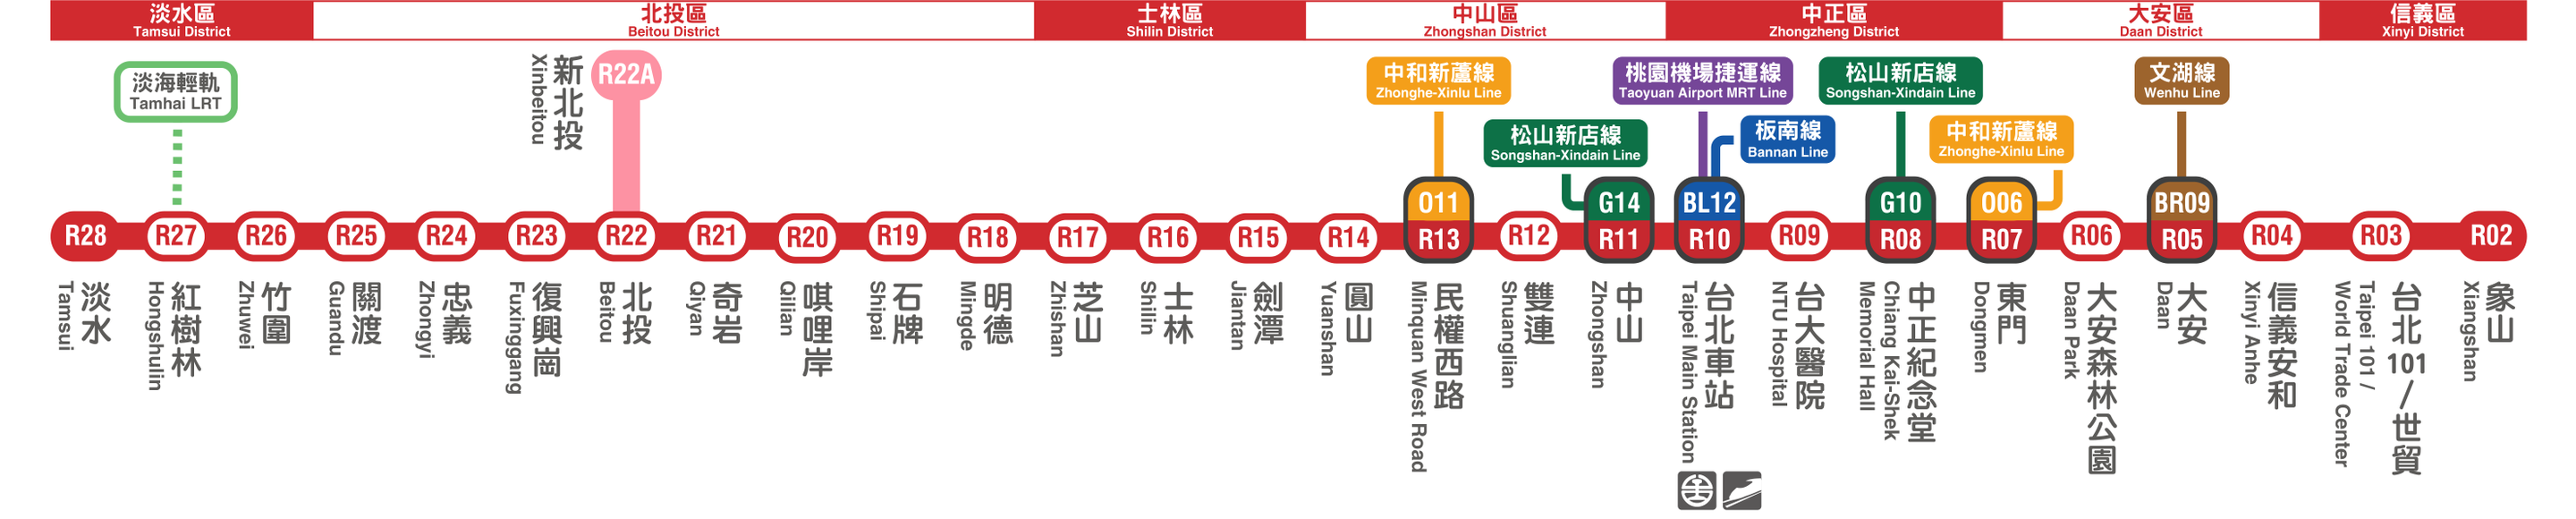 淡水區
Tamsui District
北投區
Beitou District
士林區
Shilin District
中山區
Zhongshan District
中正區
Zhongzheng District
大安區
Daan District
信義區
Xinyi District
淡海輕軌
Tamhai LRT
新北投
Xinbeitou
R22A
中和新蘆線
Zhonghe-Xinlu Line
松山新店線
Songshan-Xindain Line
桃園機場捷運線
Taoyuan Airport MRT Line
板南線
Bannan Line
松山新店線
Songshan-Xindain Line
中和新蘆線
Zhonghe-Xinlu Line
文湖線
Wenhu Line
R28
淡水
Tamsui
R27
紅樹林
Hongshulin
R26
竹圍
Zhuwei
R25
關渡
Guandu
R24
忠義
Zhongyi
R23
復興崗
Fuxinggang
R22
北投
Beitou
R21
奇岩
Qiyan
R20
唭哩岸
Qilian
R19
石牌
Shipai
R18
明德
Mingde
R17
芝山
Zhishan
R16
士林
Shilin
R15
劍潭
Jiantan
R14
圓山
Yuanshan
O11
R13
民權西路
Minquan West Road
R12
雙連
Shuanglian
G14
R11
中山
Zhongshan
BL12
R10
台北車站
Taipei Main Station
R09
台大醫院
NTU Hospital
G10
R08
中正紀念堂
Chiang Kai-Shek
Memorial Hall
O06
R07
東門
Dongmen
R06
大安森林公園
Daan Park
BR09
R05
大安
Daan
R04
信義安和
Xinyi Anhe
R03
台北101/世貿
Taipei 101 /
World Trade Center
R02
象山
Xiangshan